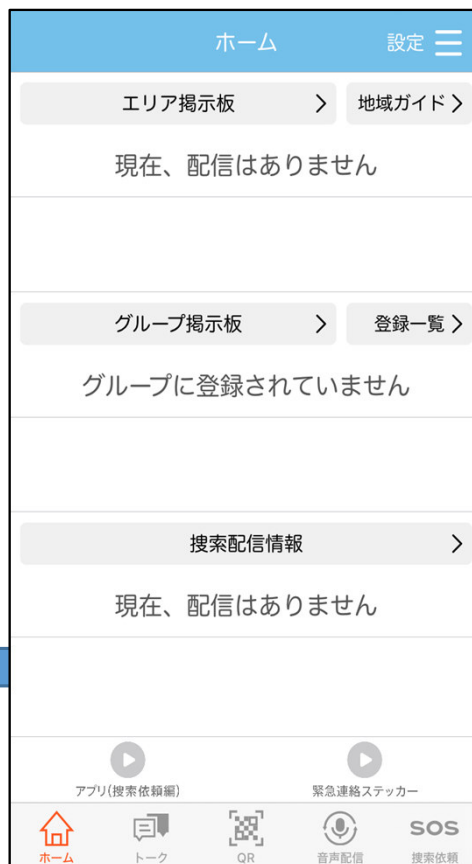 ホーム 設定
エリア掲示板 地域ガイド
現在、配信はありません
グループ掲示板 登録一覧
グループに登録されていません
捜索配信情報
現在、配信はありません
アプリ(捜索依頼編) 緊急連絡ステッカー
SOS
ホーム トーク QR 音声配信 捜索依頼